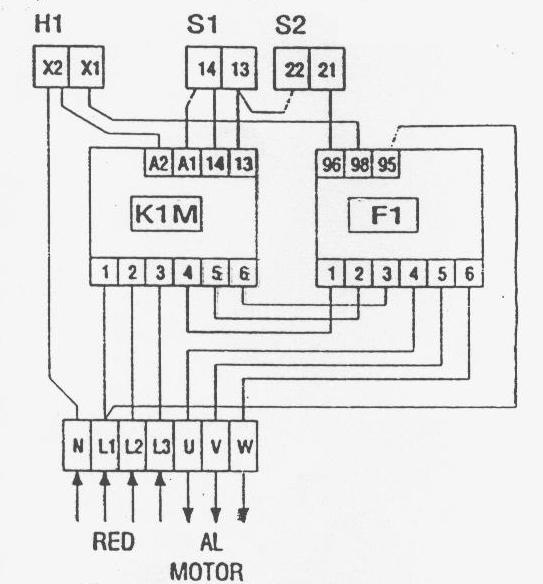 H1 S1 S2
X2 X1 14 13 22 21
A2 A1 14 13 96 98 95
K1M F1
1 2 3 4 5 6 1 2 3 4 5 6
N L1 L2 L3 U V W
RED AL
MOTOR